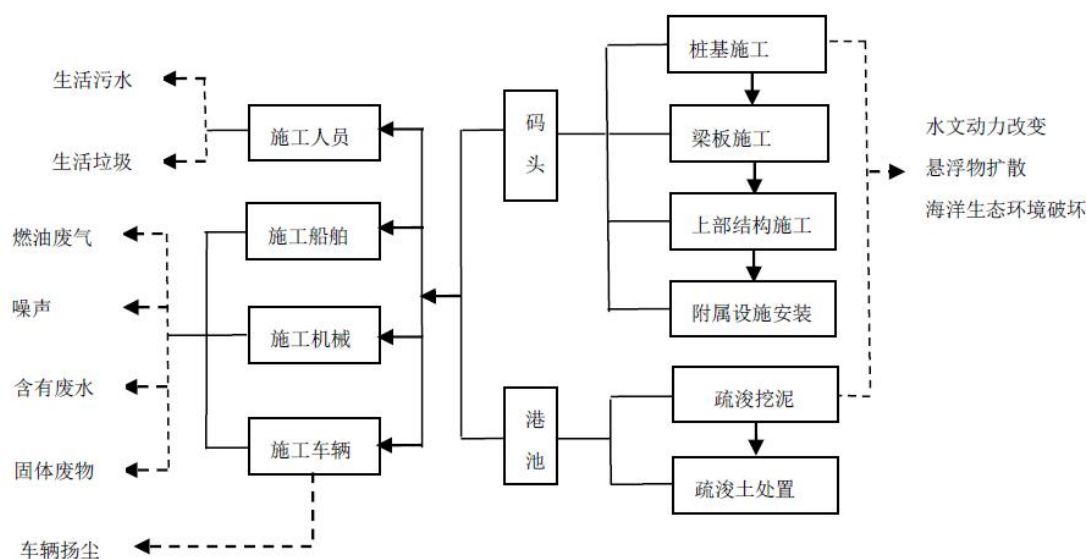 生活污水
生活垃圾
燃油废气
噪声
含有废水
固体废物
车辆扬尘
施工人员
施工船舶
施工机械
施工车辆
码头
港池
桩基施工
梁板施工
上部结构施工
附属设施安装
疏浚挖泥
疏浚土处置
水文动力改变
悬浮物扩散
海洋生态环境破坏